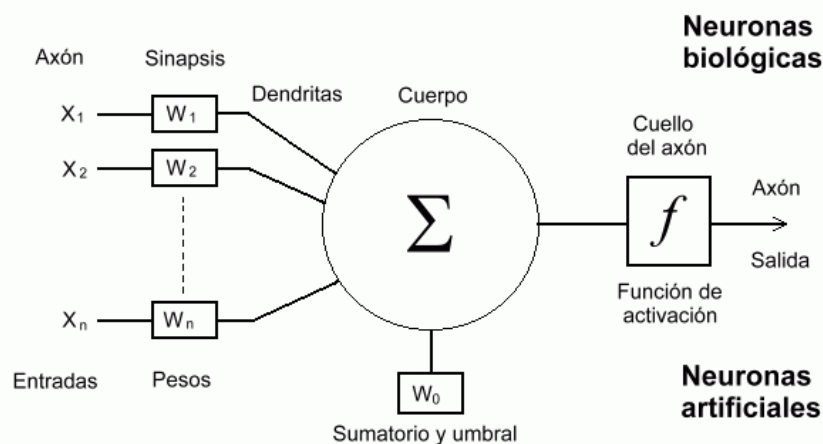 Neuronas
biológicas
Axón
Sinapsis
Dendritas
Cuerpo
Cuello
del axón
X1
W1
X2
W2
Σ
f
Axón
Salida
Xn
Wn
Función de
activación
Entradas
Pesos
W0
Sumatorio y umbral
Neuronas
artificiales